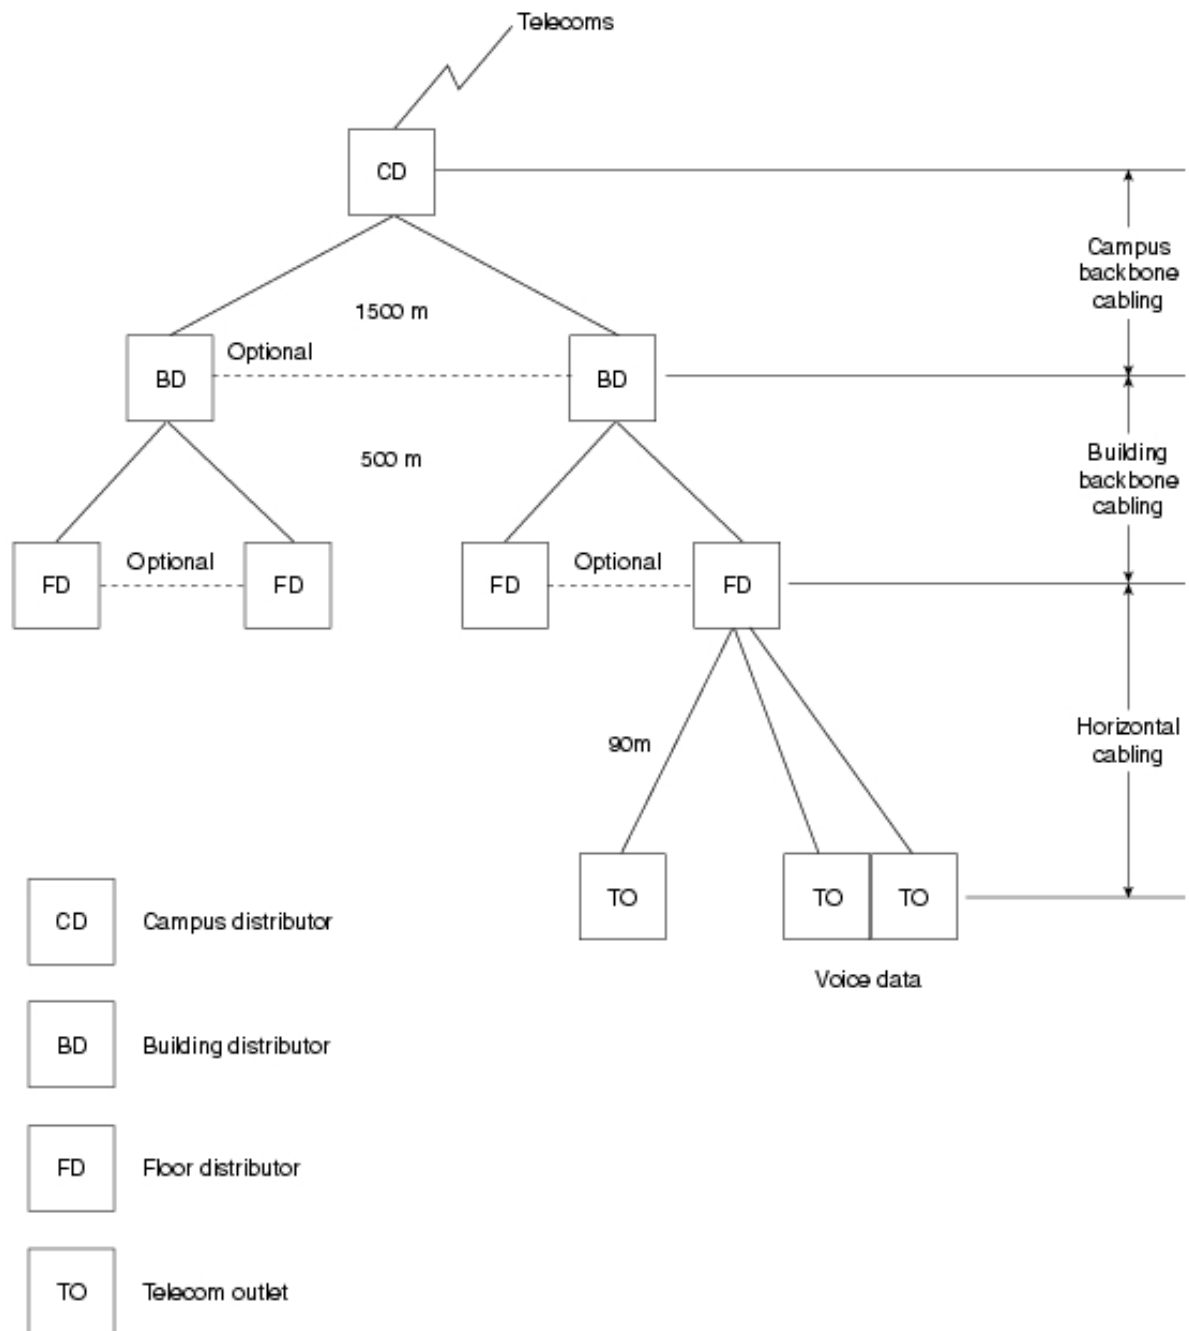 Telecoms
CD
Campus
backbone
cabling
1500 m
Optional
BD
BD
Building
backbone
cabling
500 m
Optional
Optional
FD
FD
FD
FD
Horizontal
cabling
90m
TO
TO
TO
Voice data
CD Campus distributor
BD Building distributor
FD Floor distributor
TO Telecom outlet